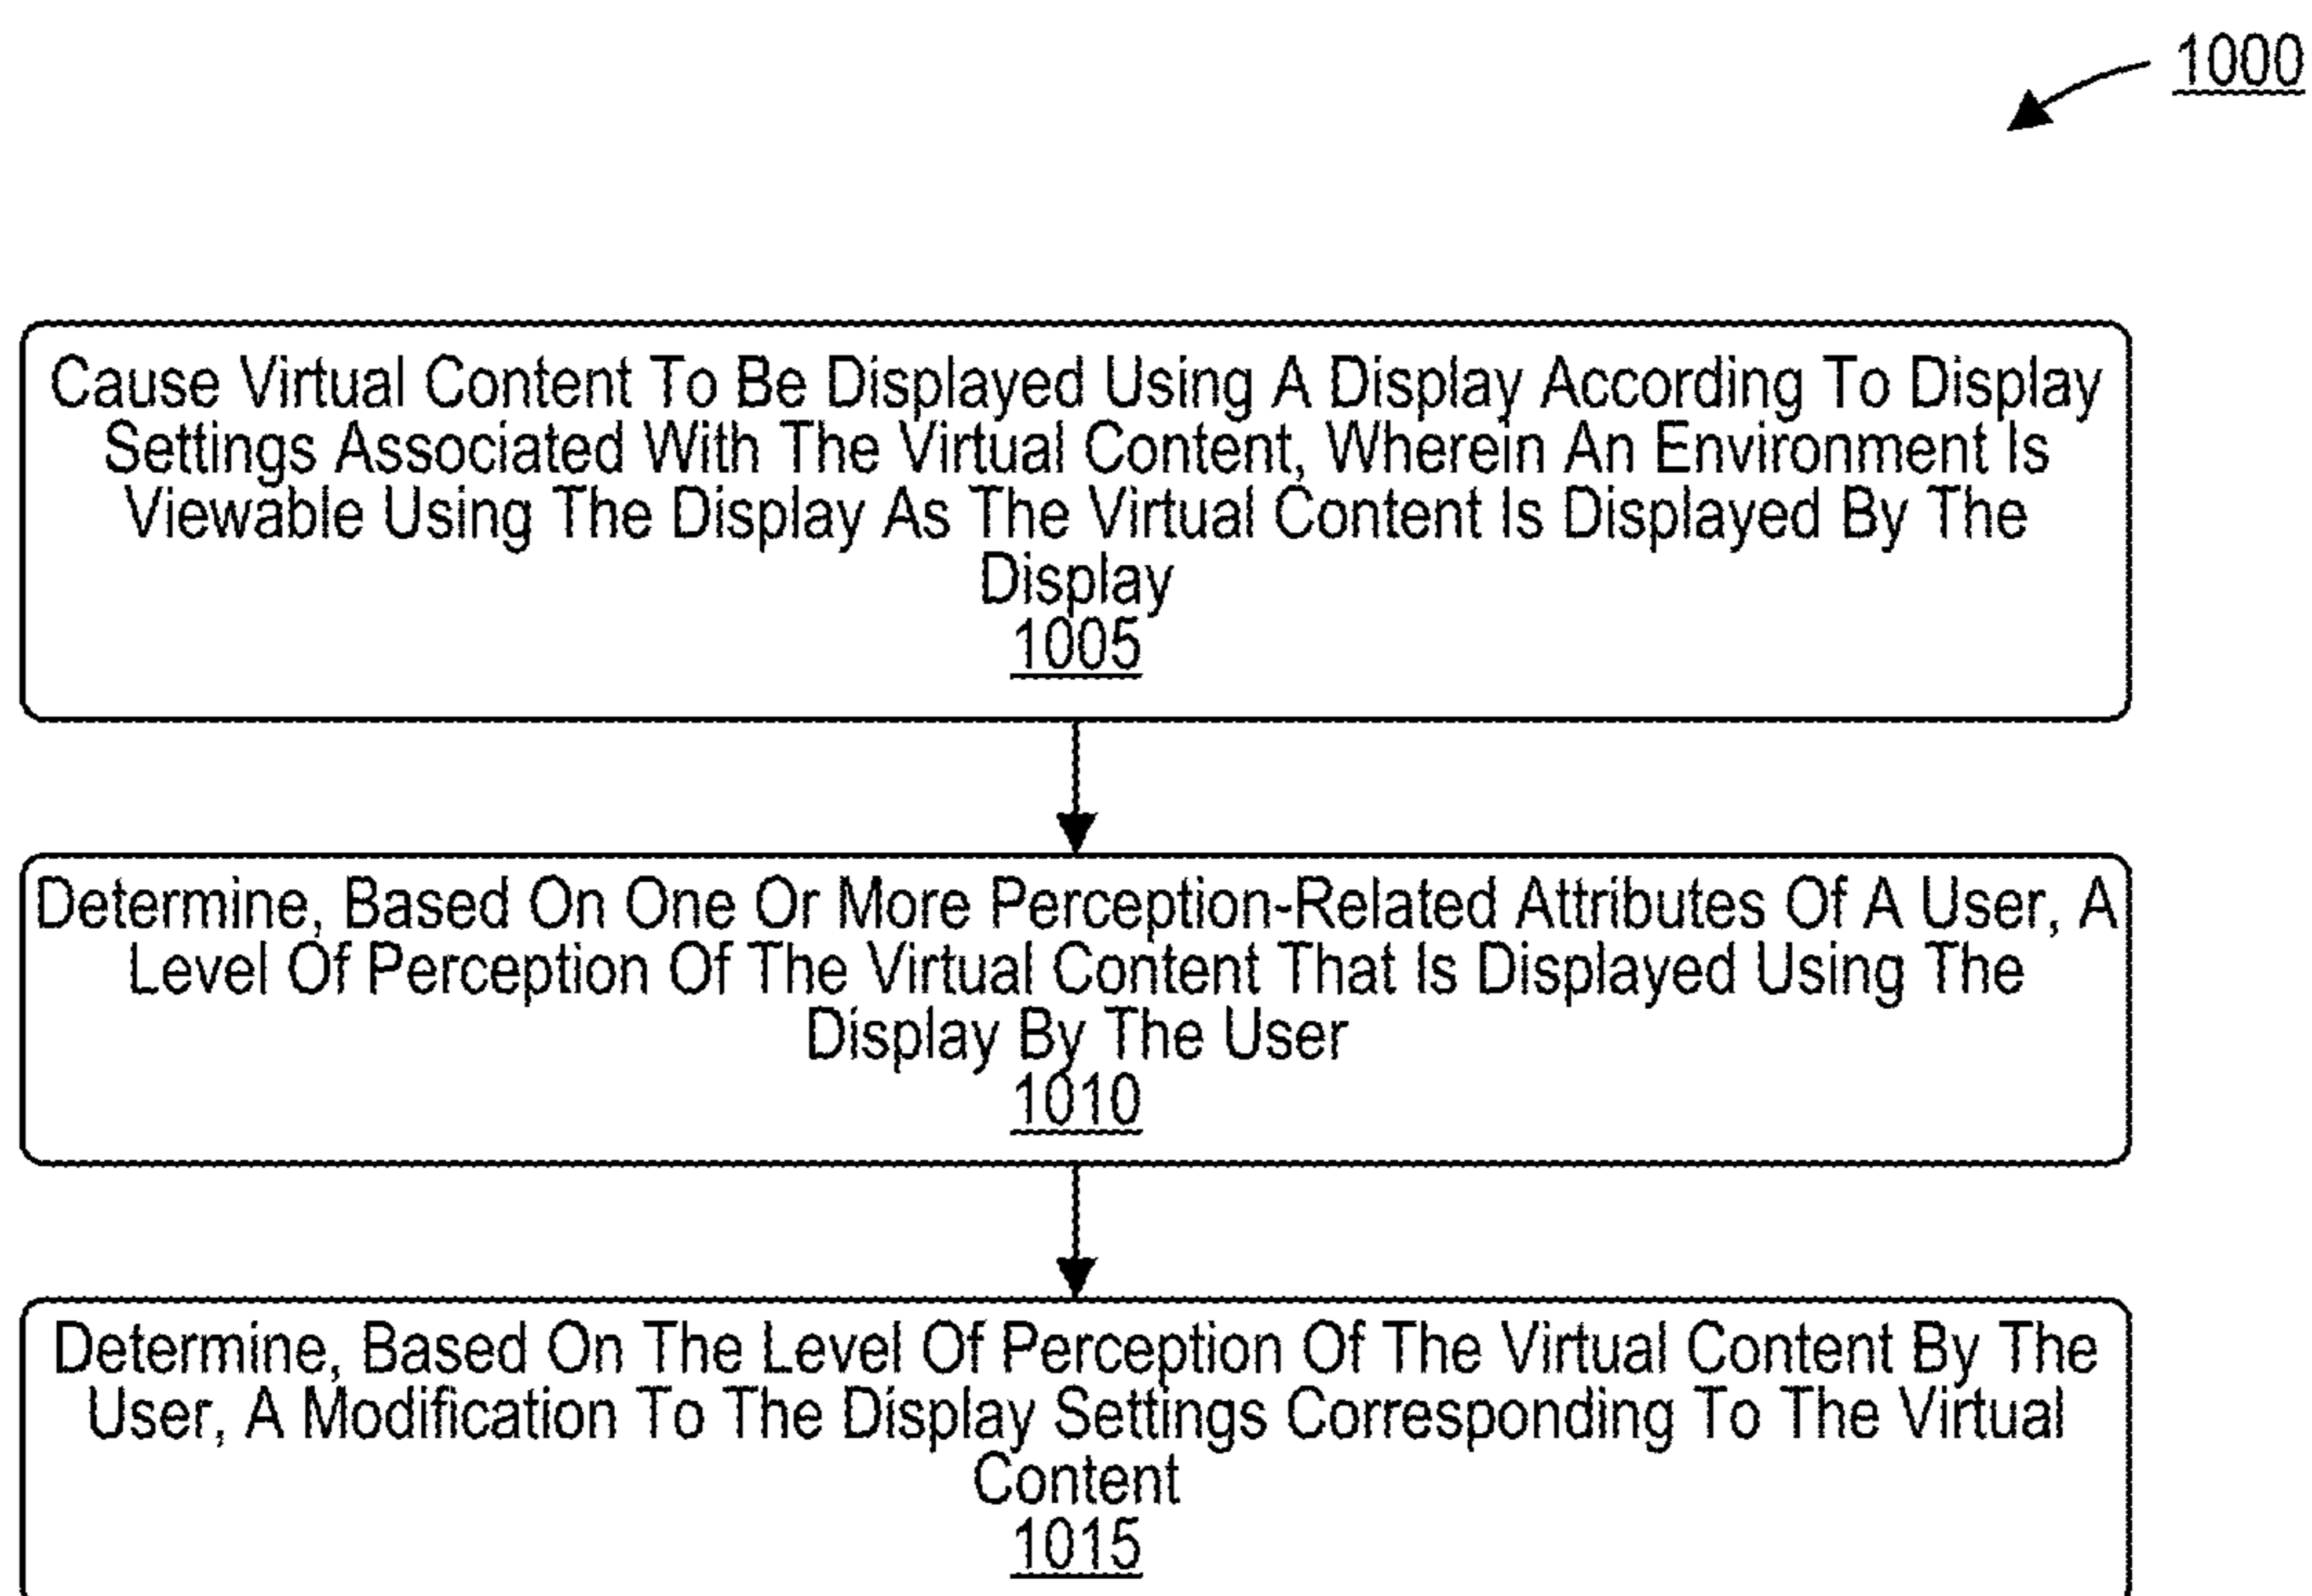 1000
Cause Virtual Content To Be Displayed Using A Display According To Display
Settings Associated With The Virtual Content, Wherein An Environment Is
Viewable Using The Display As The Virtual Content Is Displayed By The
Display
1005
Determine, Based On One Or More Perception-Related Attributes Of A User, A
Level Of Perception Of The Virtual Content That Is Displayed Using The
Display By The User
1010
Determine, Based On The Level Of Perception Of The Virtual Content By The
User, A Modification To The Display Settings Corresponding To The Virtual
Content
1015